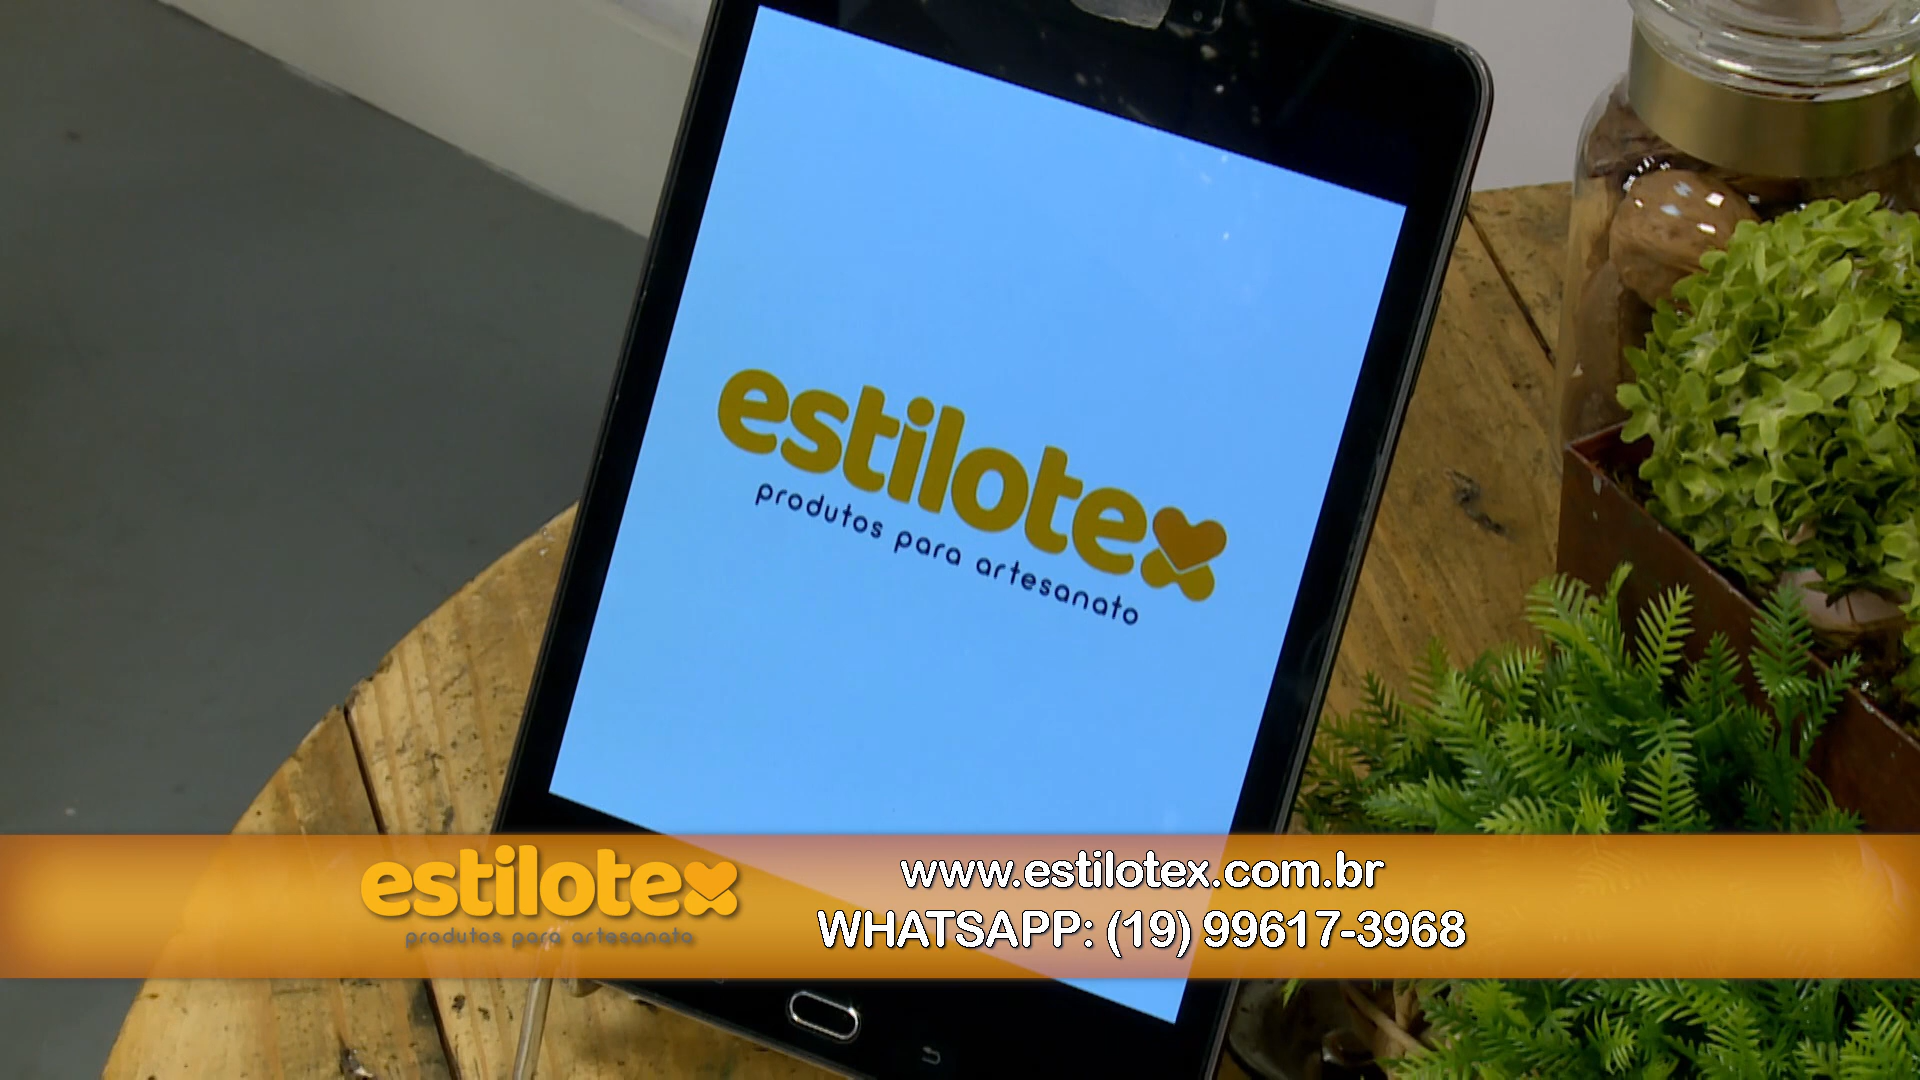 estilotex
produtos para artesanato
estilotex
produtos para artesanato
www.estilotex.com.br
WHATSAPP: (19) 99617-3968